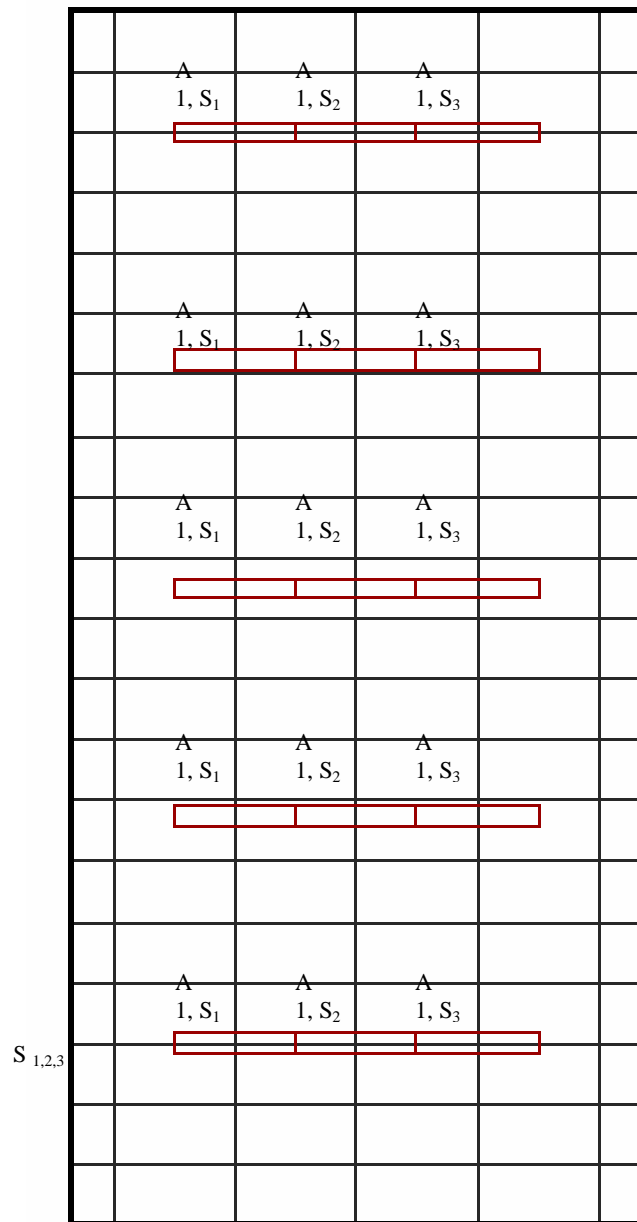 A A A
1, S₁ 1, S₂ 1, S₃
A A A
1, S₁ 1, S₂ 1, S₃
A A A
1, S₁ 1, S₂ 1, S₃
A A A
1, S₁ 1, S₂ 1, S₃
A A A
1, S₁ 1, S₂ 1, S₃
S 1,2,3